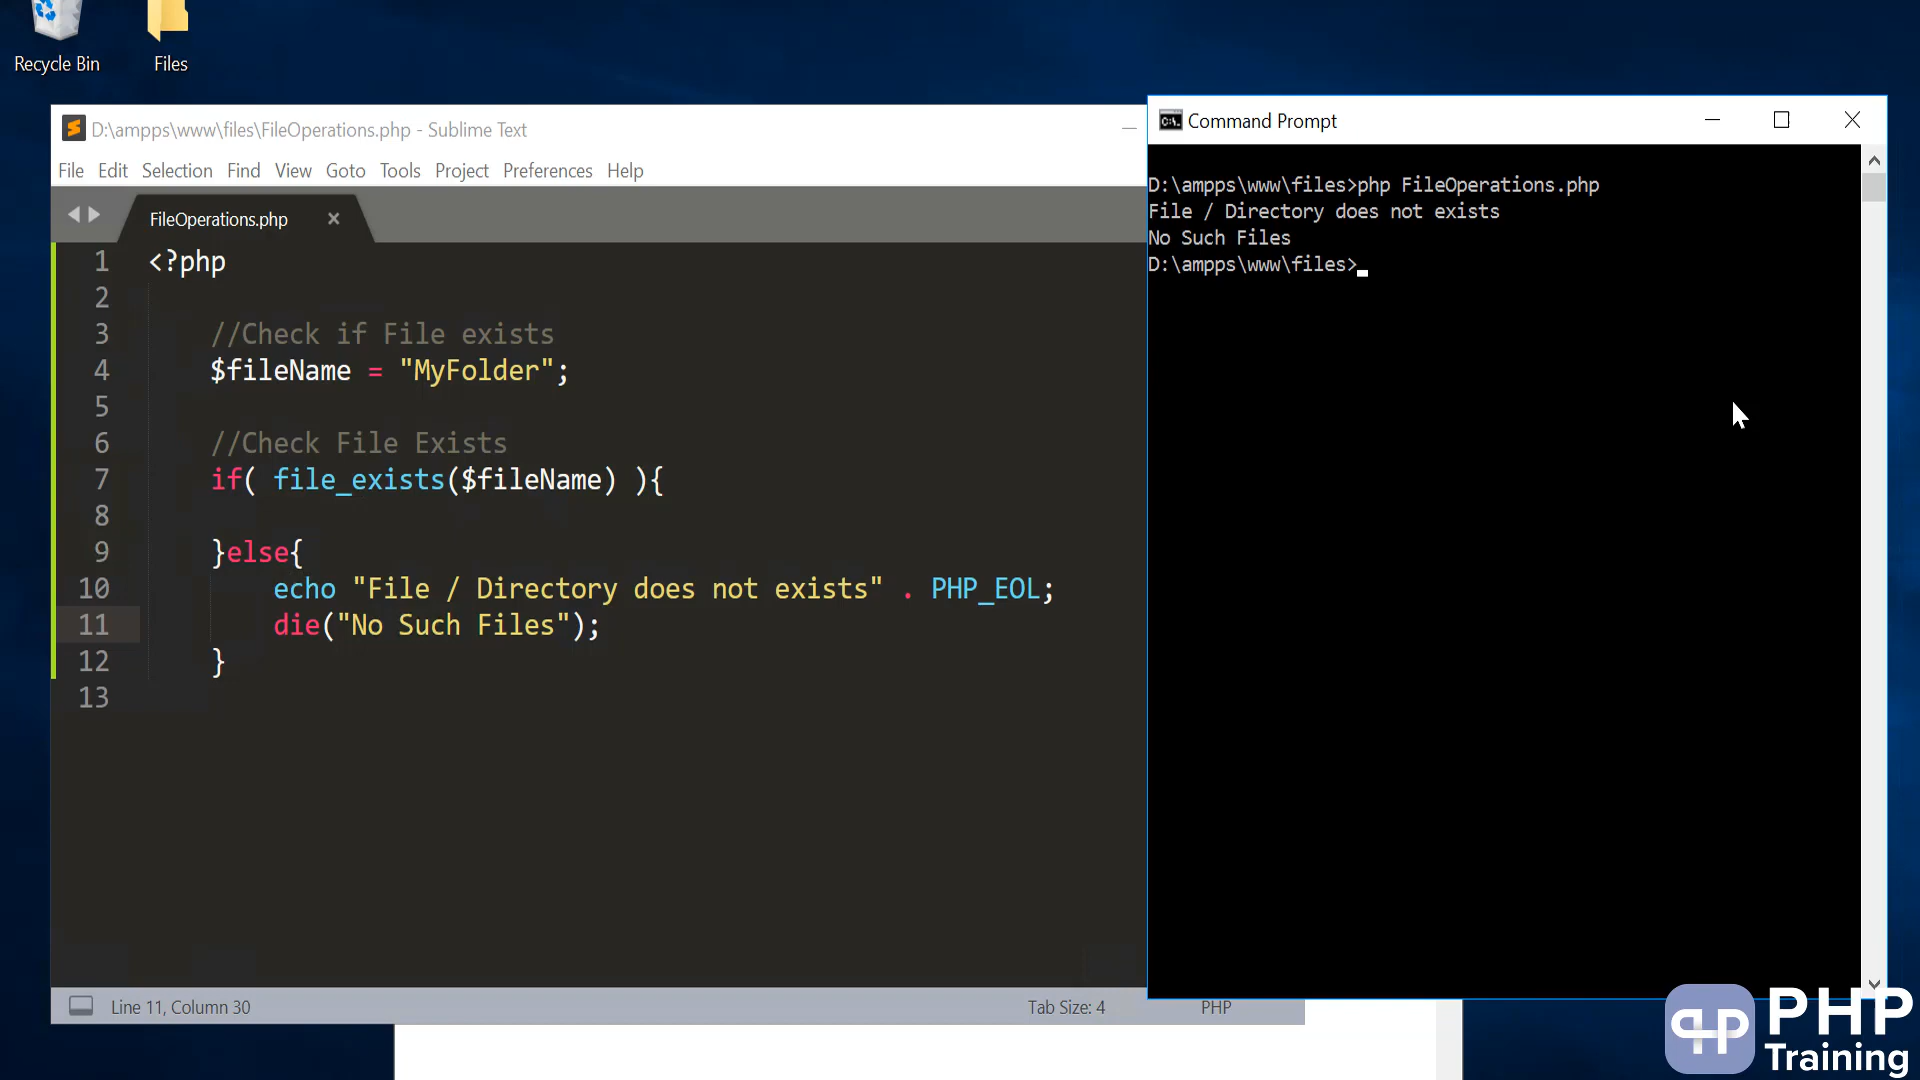 Recycle Bin
Files
D:\ampps\www\files\FileOperations.php - Sublime Text
File Edit Selection Find View Goto Tools Project Preferences Help
FileOperations.php
1 <?php
2
3 //Check if File exists
4 $fileName = "MyFolder";
5
6 //Check File Exists
7 if( file_exists($fileName) ){
8
9 }else{
10 echo "File / Directory does not exists" . PHP_EOL;
11 die("No Such Files");
12 }
13
Line 11, Column 30
Tab Size: 4
PHP
C:\.
Command Prompt
D:\ampps\www\files>php FileOperations.php
File / Directory does not exists
No Such Files
D:\ampps\www\files>
PHP
Training